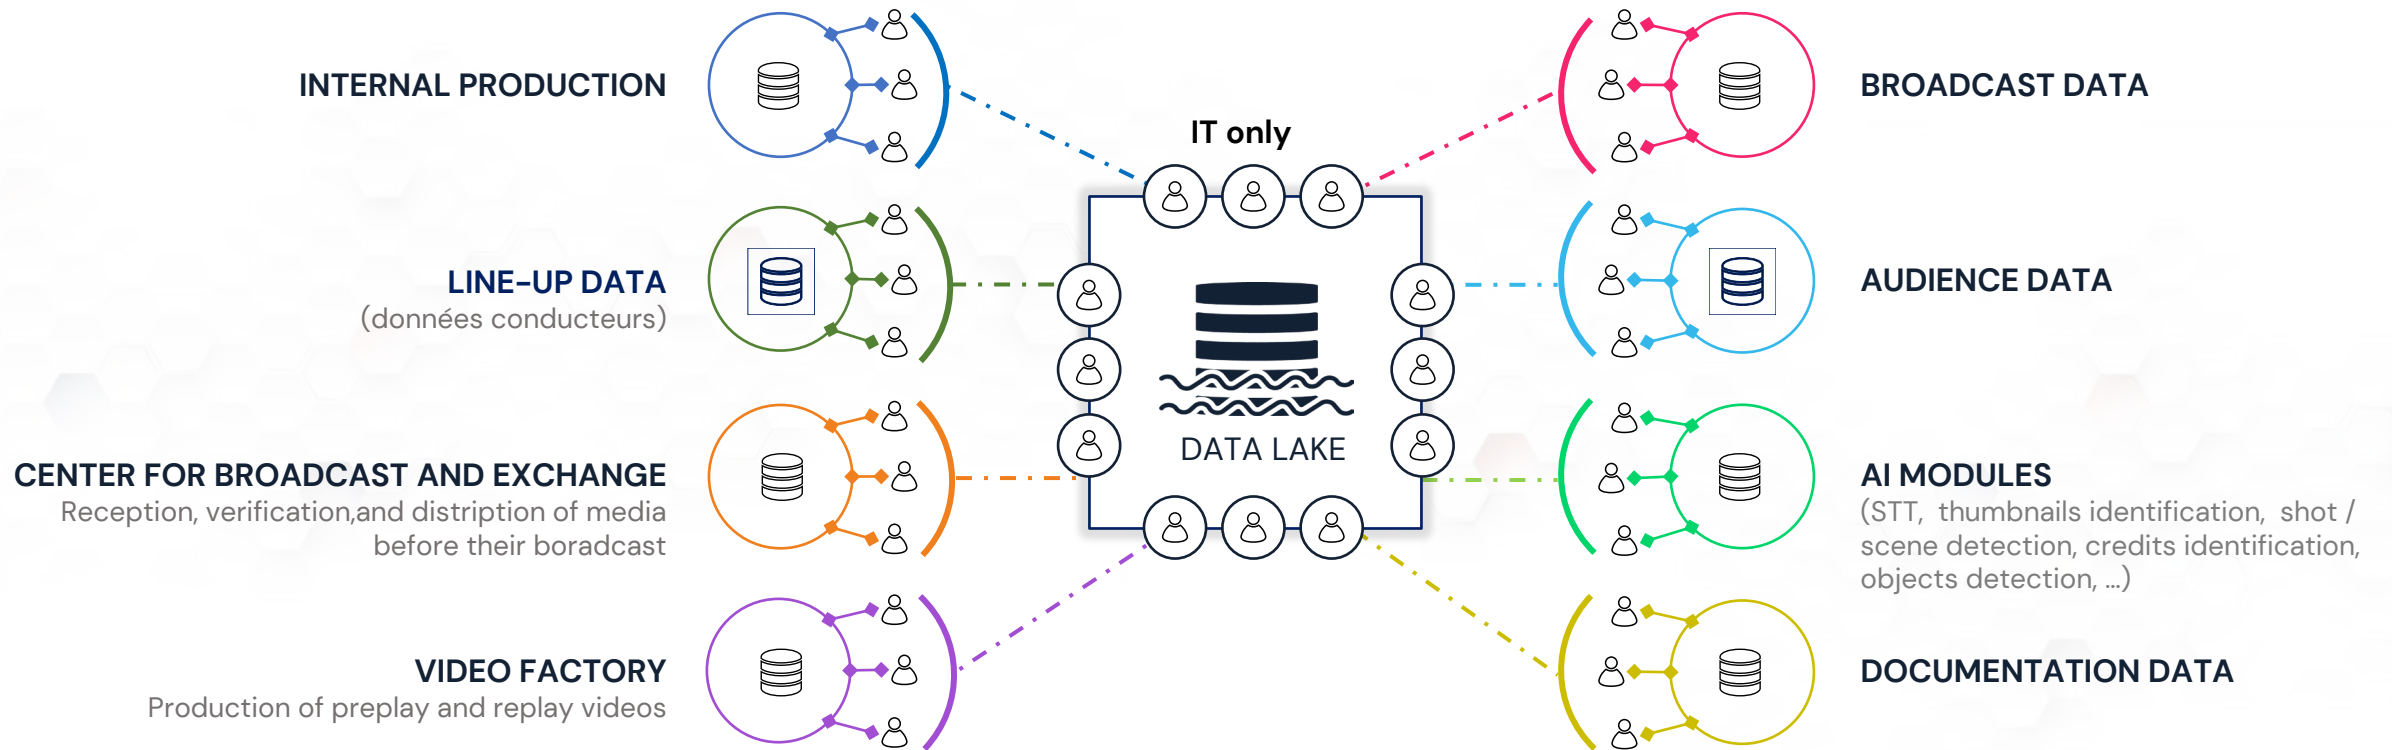 INTERNAL PRODUCTION
LINE-UP DATA
(données conducteurs)
CENTER FOR BROADCAST AND EXCHANGE
Reception, verification,and distription of media
before their boradcast
VIDEO FACTORY
Production of preplay and replay videos
IT only
DATA LAKE
BROADCAST DATA
AUDIENCE DATA
AI MODULES
(STT, thumbnails identification, shot /
scene detection, credits identification,
objects detection, ...)
DOCUMENTATION DATA